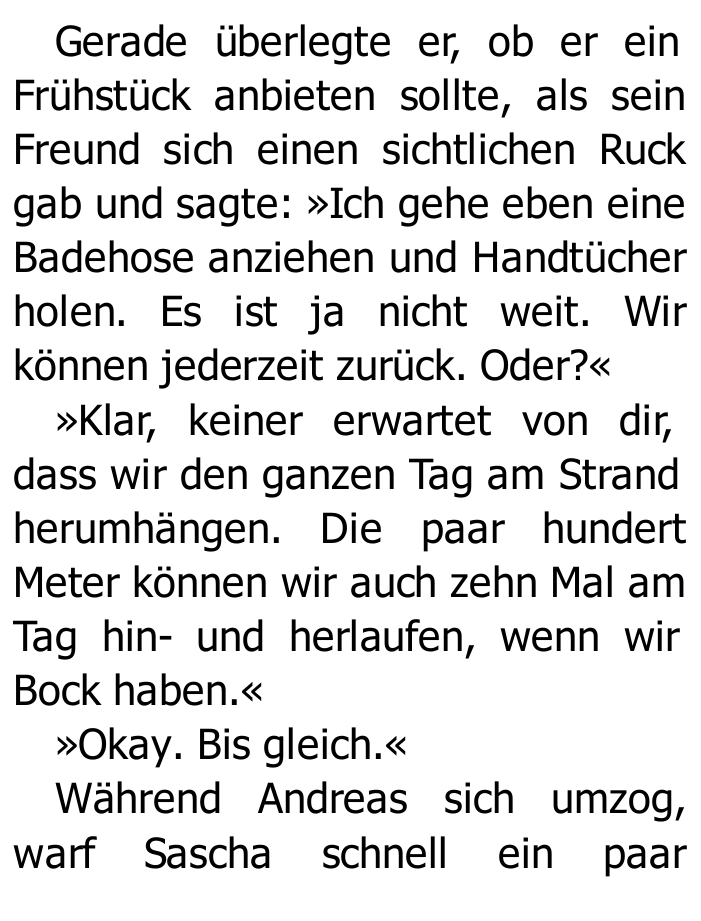 Gerade überlegte er, ob er ein
Frühstück anbieten sollte, als sein
Freund sich einen sichtlichen Ruck
gab und sagte: »Ich gehe eben eine
Badehose anziehen und Handtücher
holen. Es ist ja nicht weit. Wir
können jederzeit zurück. Oder?«
»Klar, keiner erwartet von dir,
dass wir den ganzen Tag am Strand
herumhängen. Die paar hundert
Meter können wir auch zehn Mal am
Tag hin- und herlaufen, wenn wir
Bock haben.«
»Okay. Bis gleich.«
Während Andreas sich umzog,
warf Sascha schnell ein paar